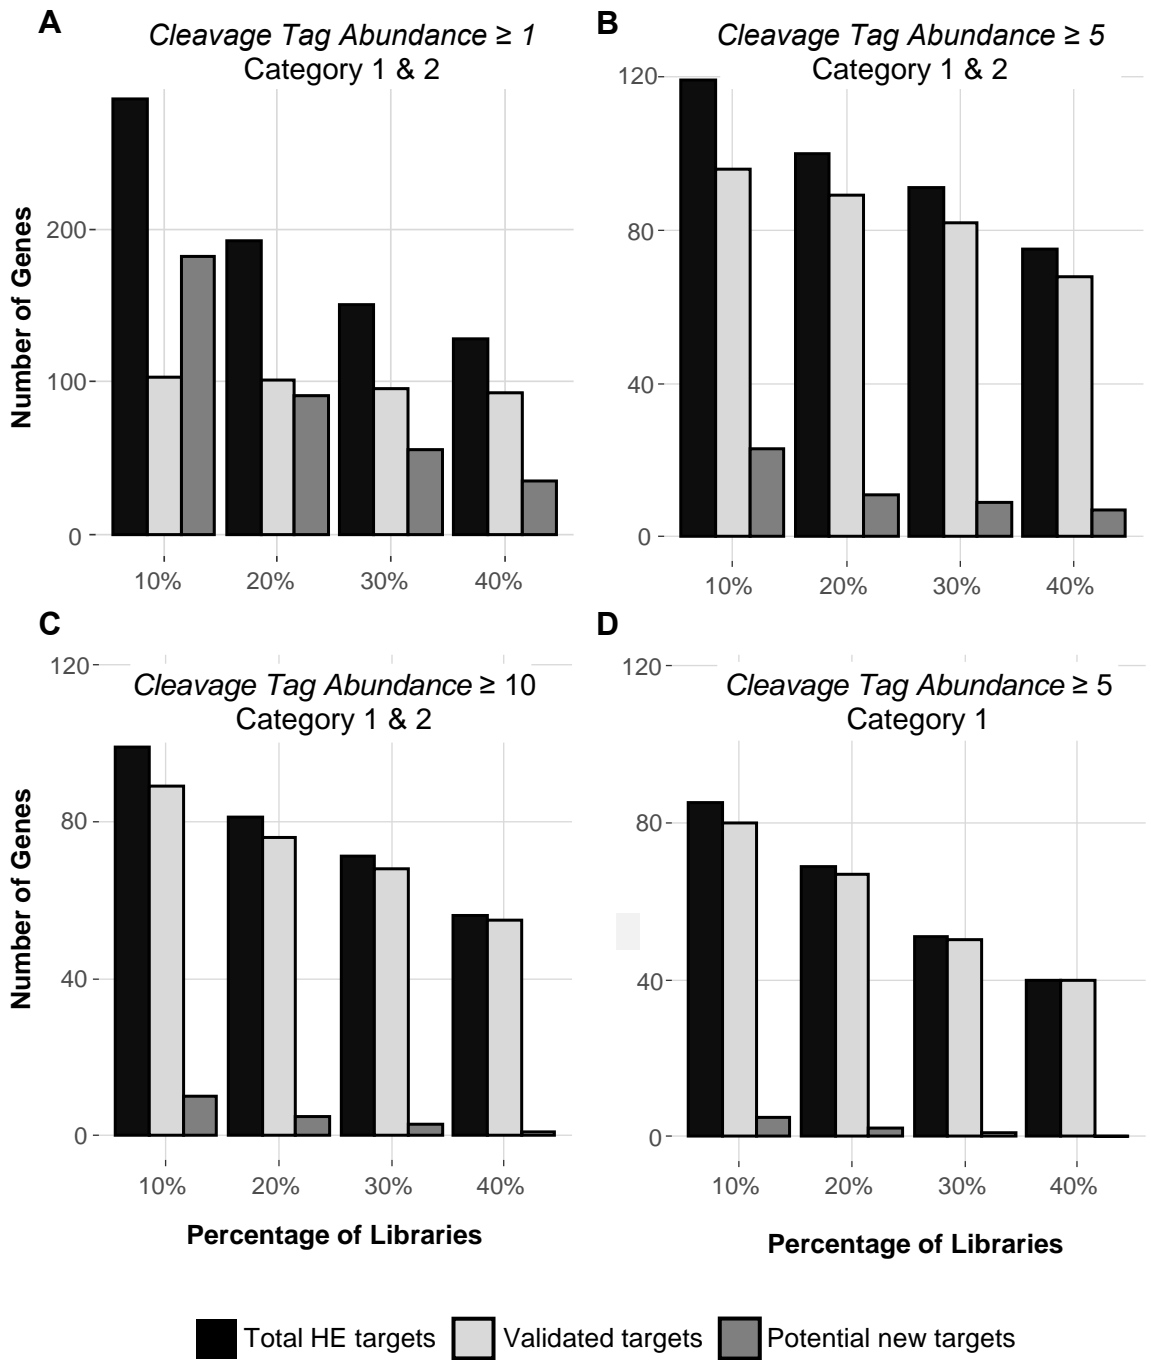 A
Cleavage Tag Abundance ≥ 1
Category 1 & 2
Number of Genes
200
100
0
10% 20% 30% 40%
B
Cleavage Tag Abundance ≥ 5
Category 1 & 2
120
80
40
0
10% 20% 30% 40%
C
Cleavage Tag Abundance ≥ 10
Category 1 & 2
Number of Genes
120
80
40
0
10% 20% 30% 40%
Percentage of Libraries
D
Cleavage Tag Abundance ≥ 5
Category 1
120
80
40
0
10% 20% 30% 40%
Percentage of Libraries
Total HE targets Validated targets Potential new targets